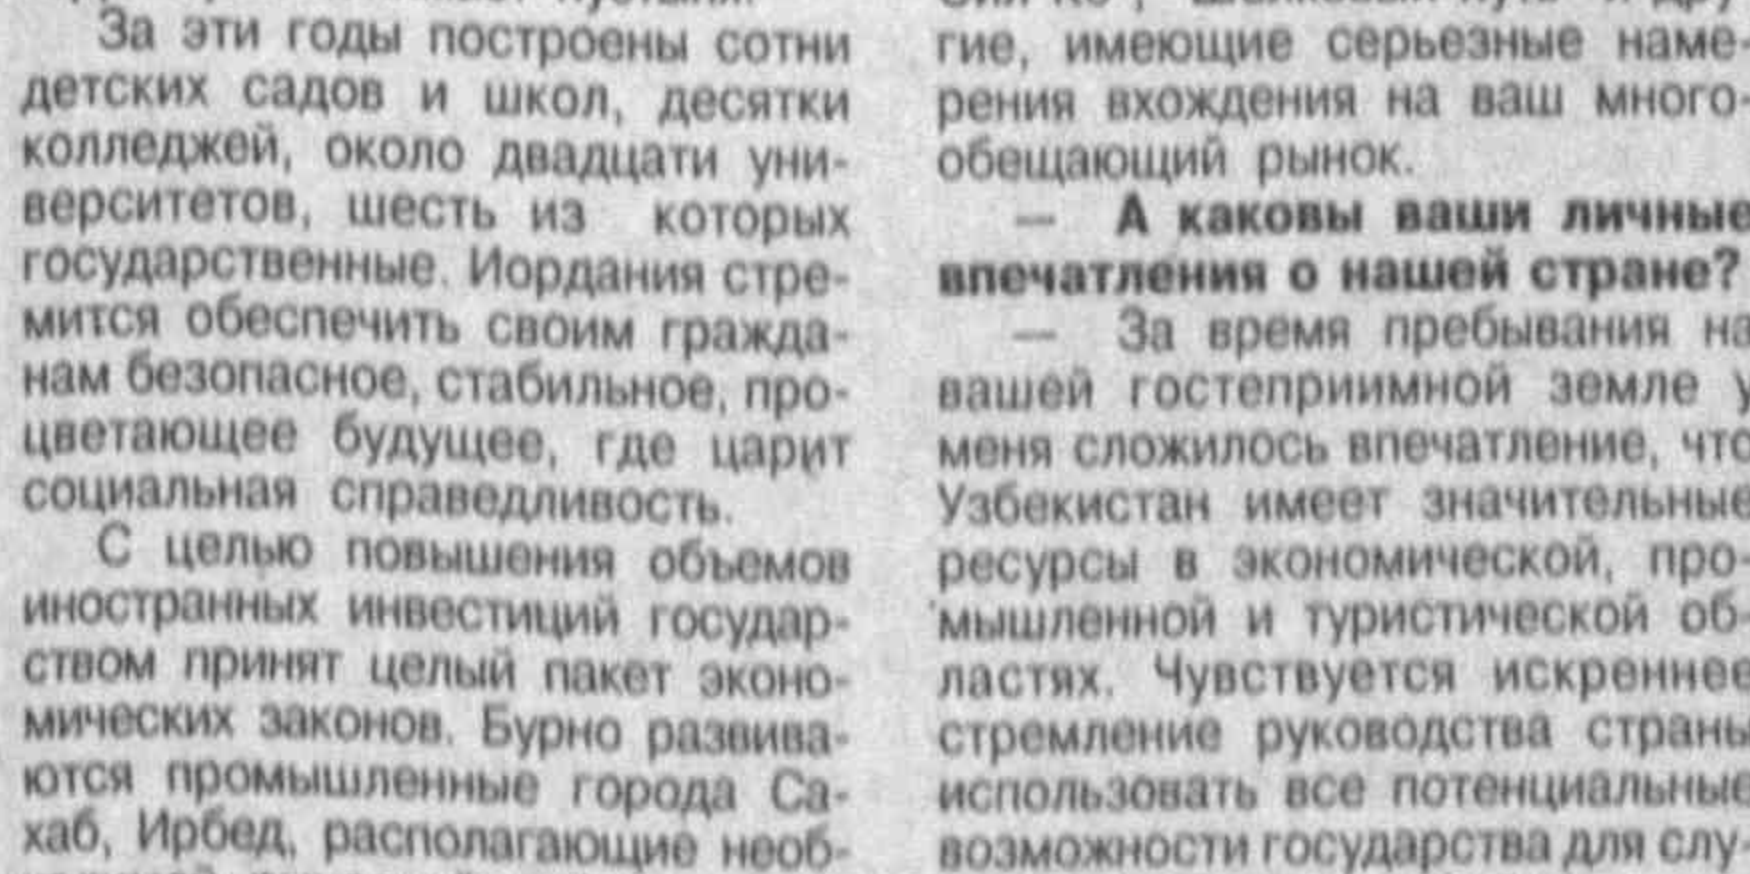 За эти годы построены сотни
детских садов и школ, десятки
колледжей, около двадцати уни-
верситетов, шесть из которых
государственные. Иордания стре-
мится обеспечить своим гражда-
нам безопасное, стабильное, про-
цветающее будущее, где царит
социальная справедливость.
С целью повышения объемов
иностранных инвестиций государ-
ством принят целый пакет эконо-
мических законов. Бурно развива-
ются промышленные города Са-
хаб, Ирбед, располагающие необ-
гие, имеющие серьезные наме-
рения вхождения на ваш много-
обещающий рынок.
— А каковы ваши личные
впечатления о нашей стране?
— За время пребывания на
вашей гостеприимной земле у
меня сложилось впечатление, что
Узбекистан имеет значительные
ресурсы в экономической, про-
мышленной и туристической об-
ластях. Чувствуется искреннее
стремление руководства страны
использовать все потенциальные
возможности государства для слу-